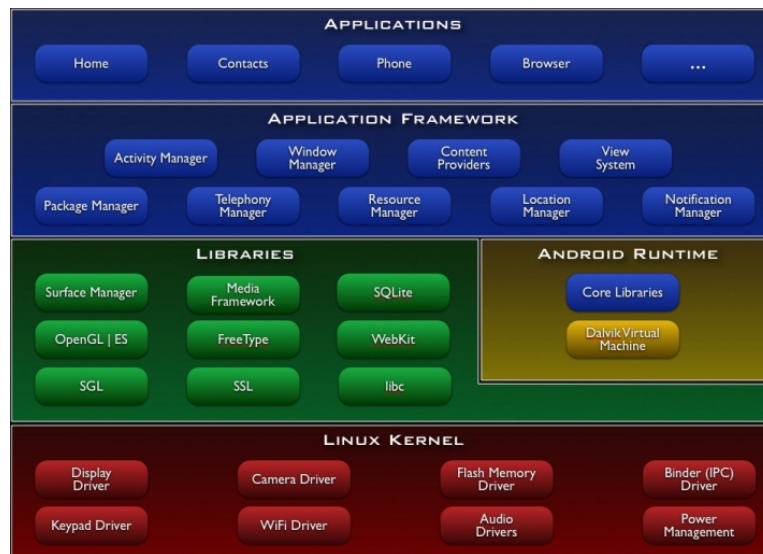 APPLICATIONS
Home
Contacts
Phone
Browser
...
APPLICATION FRAMEWORK
Activity Manager
Window
Manager
Content
Providers
View
System
Package Manager
Telephony
Manager
Resource
Manager
Location
Manager
Notification
Manager
LIBRARIES
Surface Manager
Media
Framework
SQLite
OpenGL | ES
FreeType
WebKit
SGL
SSL
libc
ANDROID RUNTIME
Core Libraries
Dalvik Virtual
Machine
LINUX KERNEL
Display
Driver
Camera Driver
Flash Memory
Driver
Binder (IPC)
Driver
Keypad Driver
WiFi Driver
Audio
Drivers
Power
Management